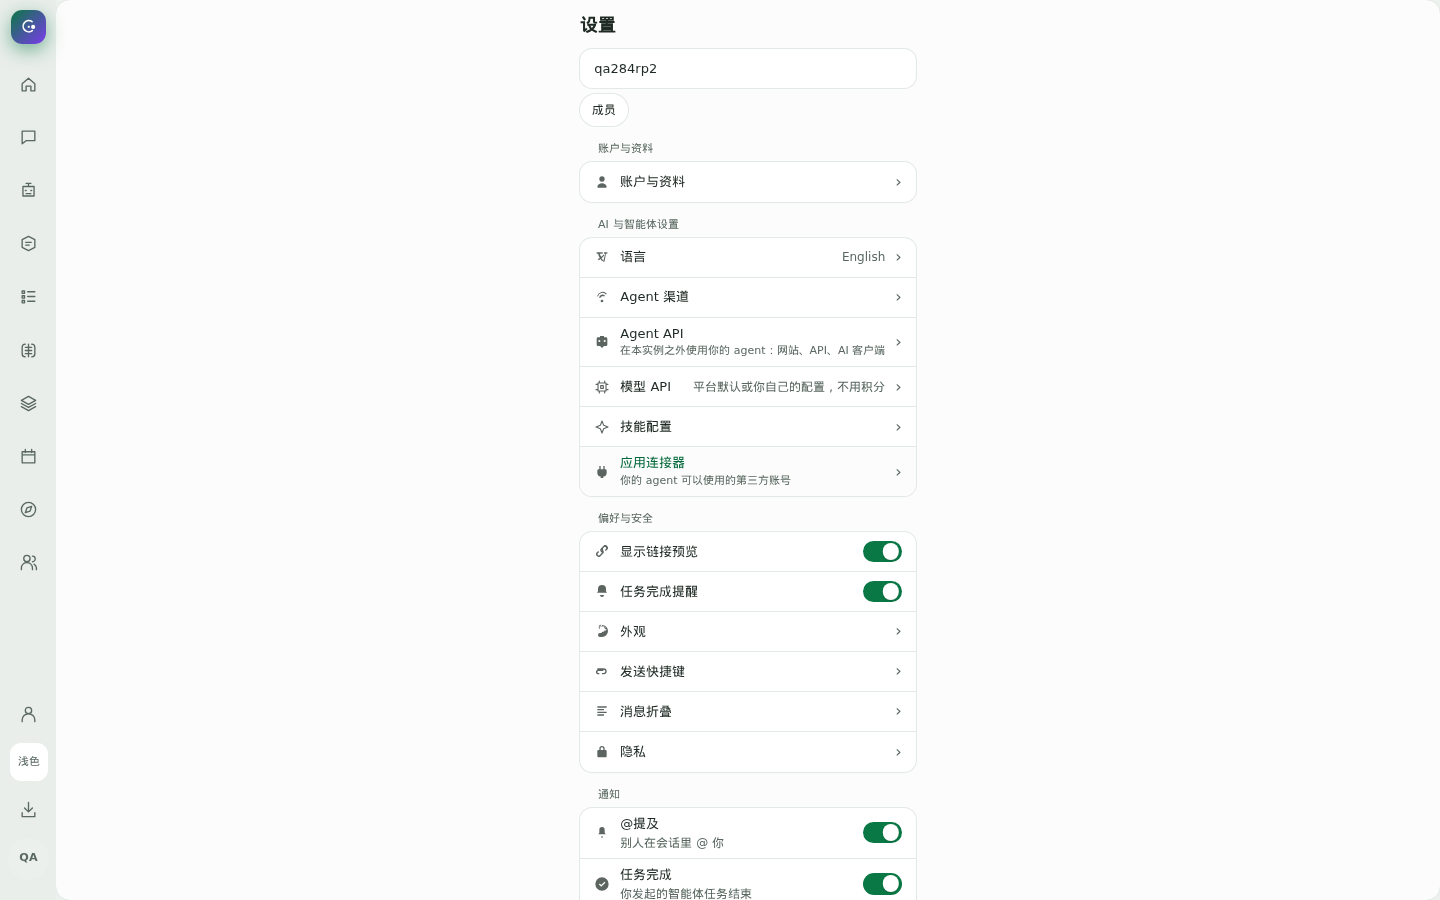 设置
qa284rp2
成员
账户与资料
账户与资料
AI 与智能体设置
语言
English
Agent 渠道
Agent API
在本实例之外使用你的 agent：网站、API、AI 客户端
模型 API
平台默认或你自己的配置，不用积分
技能配置
应用连接器
你的 agent 可以使用的第三方账号
偏好与安全
显示链接预览
任务完成提醒
外观
发送快捷键
消息折叠
隐私
通知
@提及
别人在会话里 @ 你
任务完成
你发起的智能体任务结束
浅色
QA